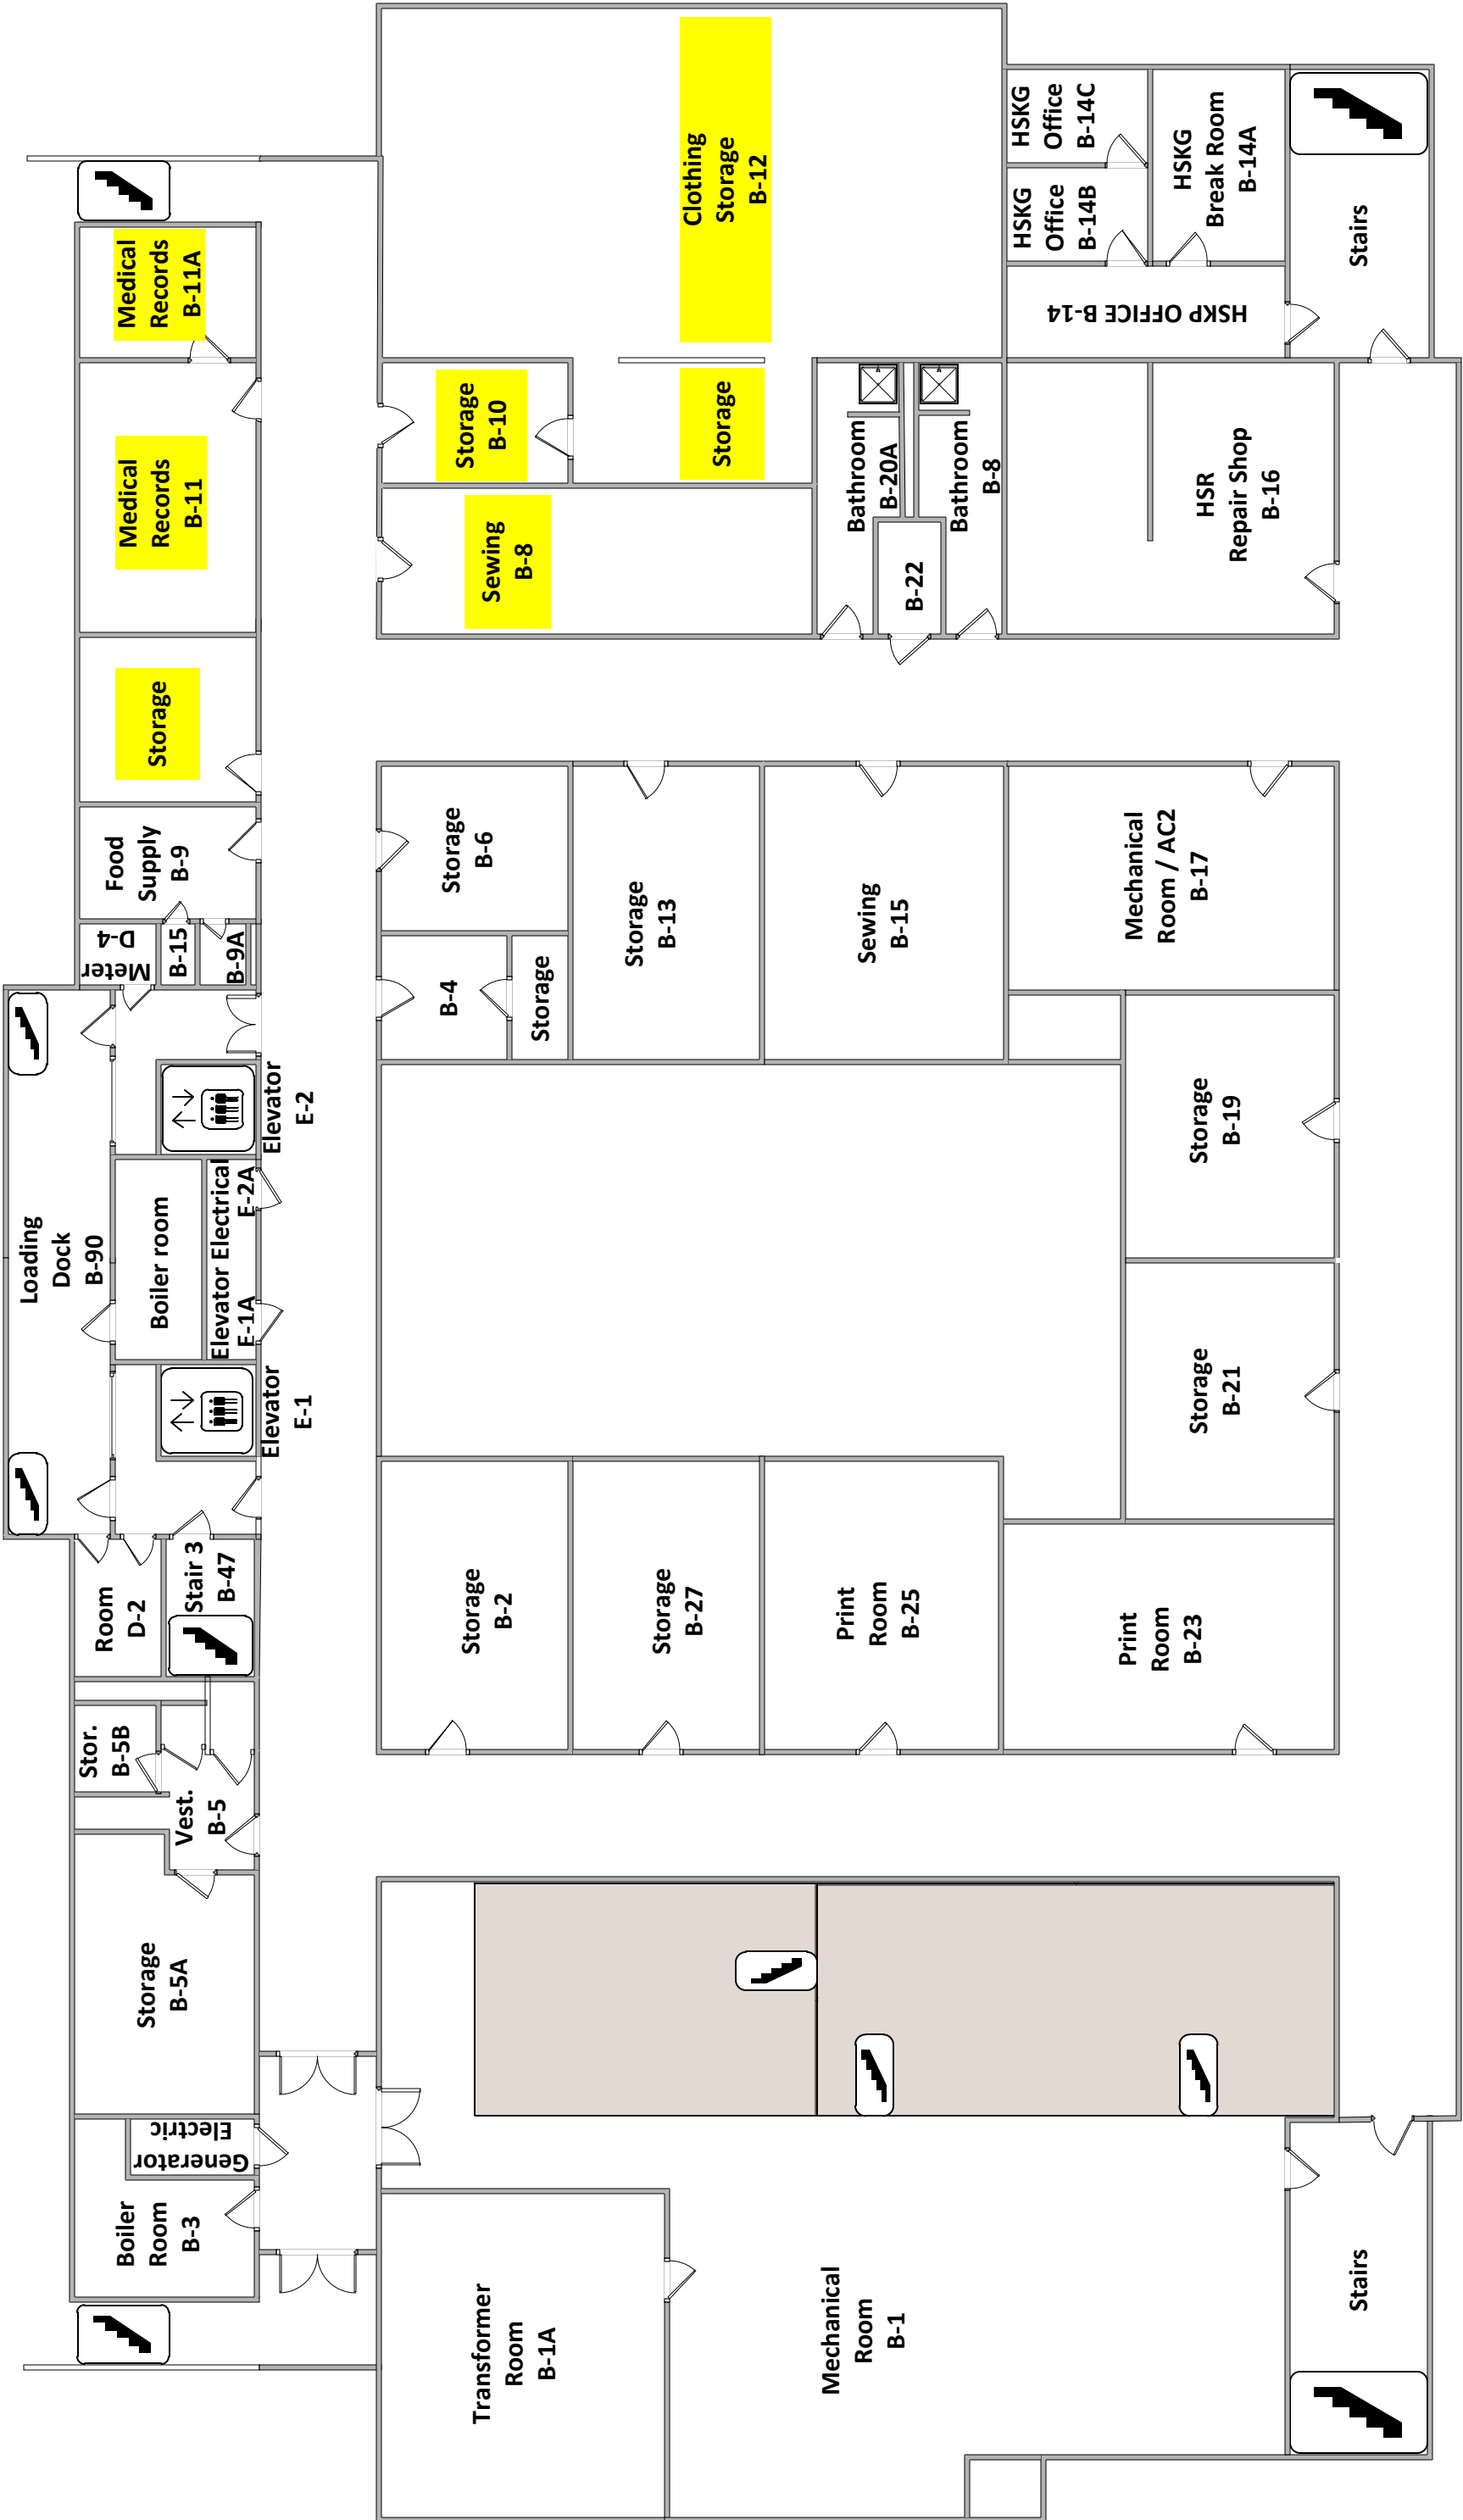 Medical
Records
B-11A
Medical
Records
B-11
Storage
Food
Supply
B-9
Meter
D-4
B-15
B-9A
Loading
Dock
B-90
Elevator
E-2
Boiler room
Elevator Electrical
E-1A
E-2A
Elevator
E-1
Room
D-2
Stair 3
B-47
Stor.
B-5B
Vest.
B-5
Storage
B-5A
Electric
Generator
Boiler
Room
B-3
Clothing
Storage
B-12
Storage
B-10
Storage
Sewing
B-8
Bathroom
B-20A
Bathroom
B-8
B-22
HSKG
Office
B-14C
HSKG
Office
B-14B
HSKG
Break Room
B-14A
HSKP OFFICE B-14
Stairs
HSR
Repair Shop
B-16
Storage
B-6
B-4
Storage
Storage
B-13
Sewing
B-15
Mechanical
Room / AC2
B-17
Storage
B-19
Storage
B-21
Storage
B-2
Storage
B-27
Print
Room
B-25
Print
Room
B-23
Transformer
Room
B-1A
Mechanical
Room
B-1
Stairs